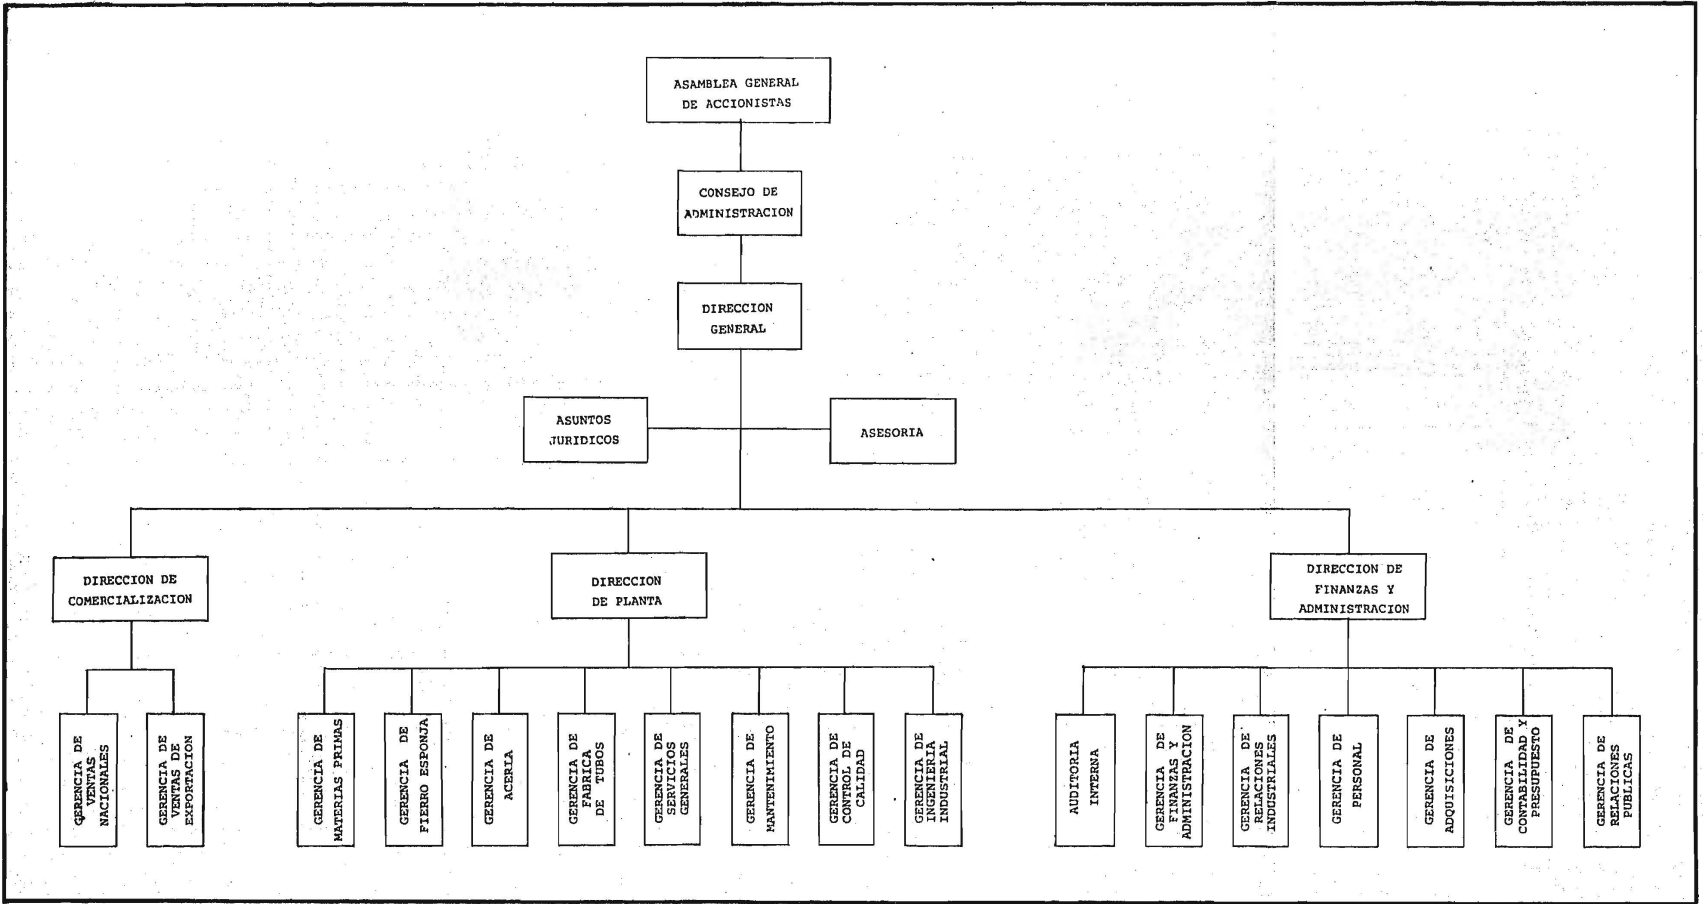 ASAMBLEA GENERAL
DE ACCIONISTAS
CONSEJO DE
ADMINISTRACION
DIRECCION
GENERAL
ASUNTOS
JURIDICOS
ASESORIA
DIRECCION DE
COMERCIALIZACION
DIRECCION
DE PLANTA
DIRECCION DE
FINANZAS Y
ADMINISTRACION
GERENCIA DE
VENTAS
NACIONALES
GERENCIA DE
VENTAS DE
EXPORTACION
GERENCIA DE
MATERIAS PRIMAS
GERENCIA DE
FIERRO ESPONJA
GERENCIA DE
ACERIA
GERENCIA DE
FABRICA
DE TUBOS
GERENCIA DE
SERVICIOS
GENERALES
GERENCIA DE
MANTENIMIENTO
GERENCIA DE
CONTROL DE
CALIDAD
GERENCIA DE
INGENIERIA
INDUSTRIAL
AUDITORIA
INTERNA
GERENCIA DE
FINANZAS Y
ADMINISTRACION
GERENCIA DE
RELACIONES
INDUSTRIALES
GERENCIA DE
PERSONAL
GERENCIA DE
ADQUISICIONES
GERENCIA DE
CONTABILIDAD Y
PRESUPUESTO
GERENCIA DE
RELACIONES
PUBLICAS